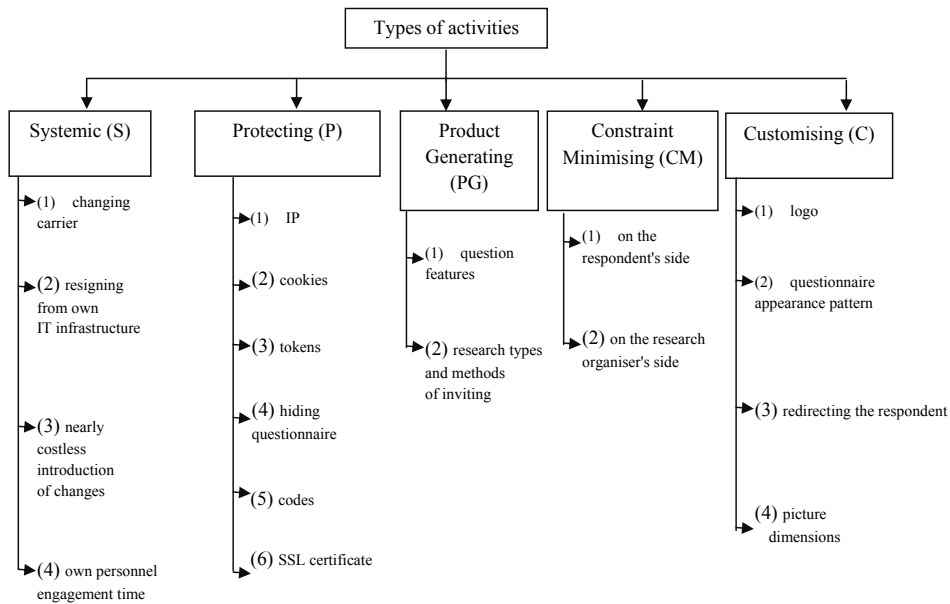 Types of activities
Systemic (S)
Protecting (P)
Product
Generating
(PG)
Constraint
Minimising (CM)
Customising (C)
(1) changing
carrier
(2) resigning
from own
IT infrastructure
(3) nearly
costless
introduction
of changes
(4) own personnel
engagement time
(1) IP
(2) cookies
(3) tokens
(4) hiding
questionnaire
(5) codes
(6) SSL certificate
(1) question
features
(2) research types
and methods
of inviting
(1) on the
respondent's side
(2) on the research
organiser's side
(1) logo
(2) questionnaire
appearance pattern
(3) redirecting the respondent
(4) picture
dimensions